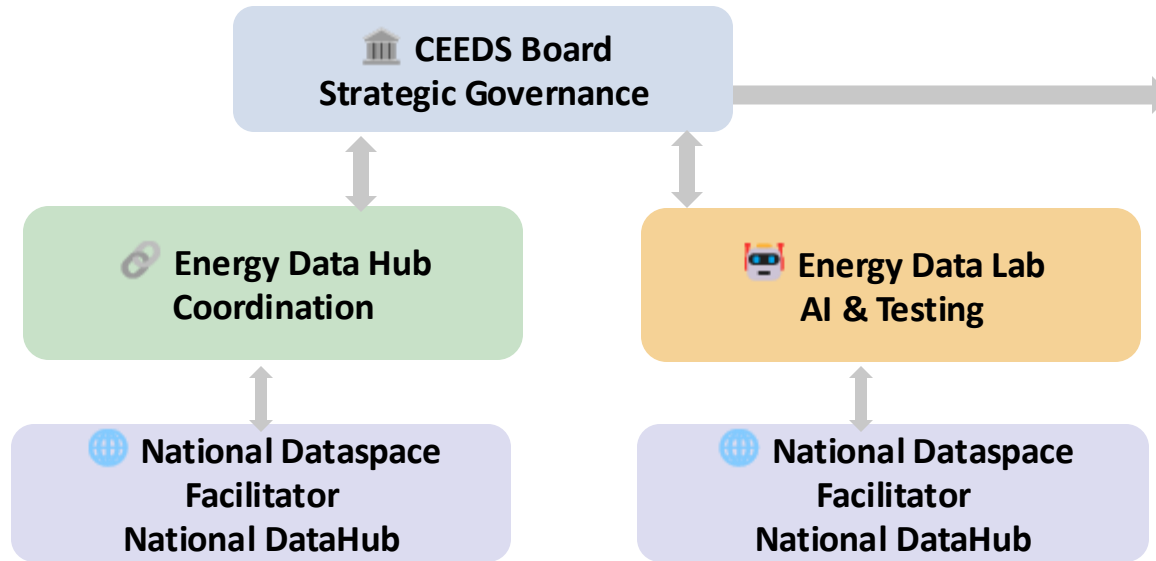 CEEDS Board
Strategic Governance
Energy Data Hub
Coordination
Energy Data Lab
AI & Testing
National Dataspace
Facilitator
National DataHub
National Dataspace
Facilitator
National DataHub